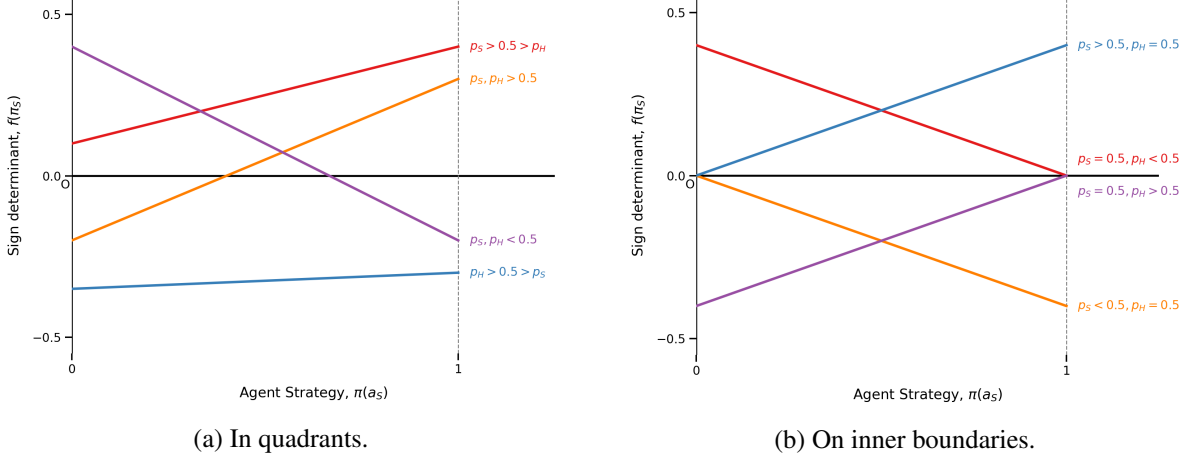 0.5
0.0
−0.5
O
0
1
Sign determinant, f(π_S)
Agent Strategy, π(a_S)
p_S > 0.5 > p_H
p_S, p_H > 0.5
p_S, p_H < 0.5
p_H > 0.5 > p_S
(a) In quadrants.
0.5
0.0
−0.5
O
0
1
Sign determinant, f(π_S)
Agent Strategy, π(a_S)
p_S > 0.5, p_H = 0.5
p_S = 0.5, p_H < 0.5
p_S = 0.5, p_H > 0.5
p_S < 0.5, p_H = 0.5
(b) On inner boundaries.